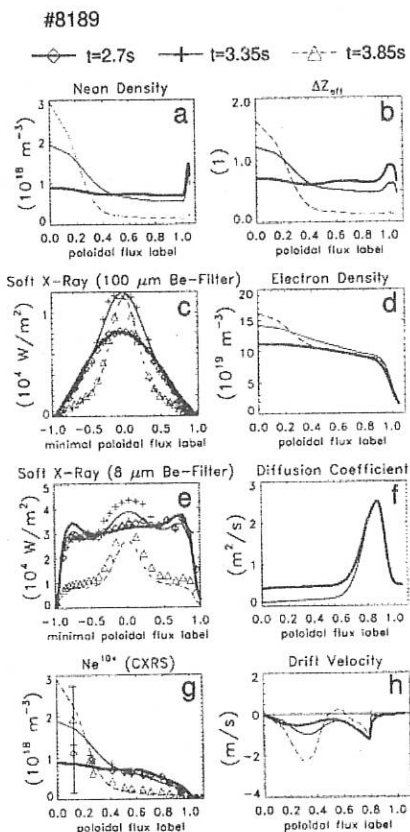 #8189
t=2.7s t=3.35s t=3.85s
Neon Density
a
(10^18 m^-3)
3
2
1
0
0.0 0.2 0.4 0.6 0.8 1.0
poloidal flux label
ΔZeff
b
(1)
2.0
1.0
0.0
0.0 0.2 0.4 0.6 0.8 1.0
poloidal flux label
Soft X-Ray (100 μm Be-Filter)
c
(10^4 W/m^2)
1
0
-1.0 -0.5 0.0 0.5 1.0
minimal poloidal flux label
Electron Density
d
(10^19 m^-3)
20
15
10
5
0
0.0 0.2 0.4 0.6 0.8 1.0
poloidal flux label
Soft X-Ray (8 μm Be-Filter)
e
(10^4 W/m^2)
5
4
3
2
1
0
-1.0 -0.5 0.0 0.5 1.0
minimal poloidal flux label
Diffusion Coefficient
f
(m^2/s)
2
0
0.0 0.2 0.4 0.6 0.8 1.0
poloidal flux label
Ne^10+ (CXRS)
g
(10^18 m^-3)
3
2
1
0
0.0 0.2 0.4 0.6 0.8 1.0
poloidal flux label
Drift Velocity
h
(m/s)
0
-2
-4
0.0 0.2 0.4 0.6 0.8 1.0
poloidal flux label